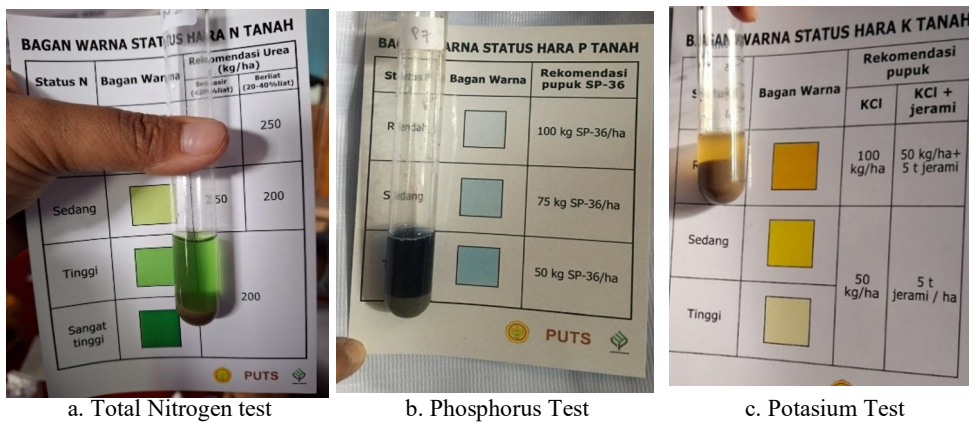 BAGAN WARNA STATUS HARA N TANAH
Status N
Bagan Warna
Rekomendasi Urea
(kg/ha)
Berliat
(20-40%liat)
250
Sedang
200
Tinggi
200
Sangat
tinggi
PUTS
a. Total Nitrogen test
P7
ARNA STATUS HARA P TANAH
Bagan Warna
Rekomendasi
pupuk SP-36
100 kg SP-36/ha
75 kg SP-36/ha
50 kg SP-36/ha
PUTS
b. Phosphorus Test
WARNA STATUS HARA K TANAH
Bagan Warna
Rekomendasi
pupuk
KCl
KCl +
jerami
100
kg/ha
50 kg/ha+
5 t jerami
Sedang
50
kg/ha
5 t
jerami / ha
Tinggi
c. Potasium Test